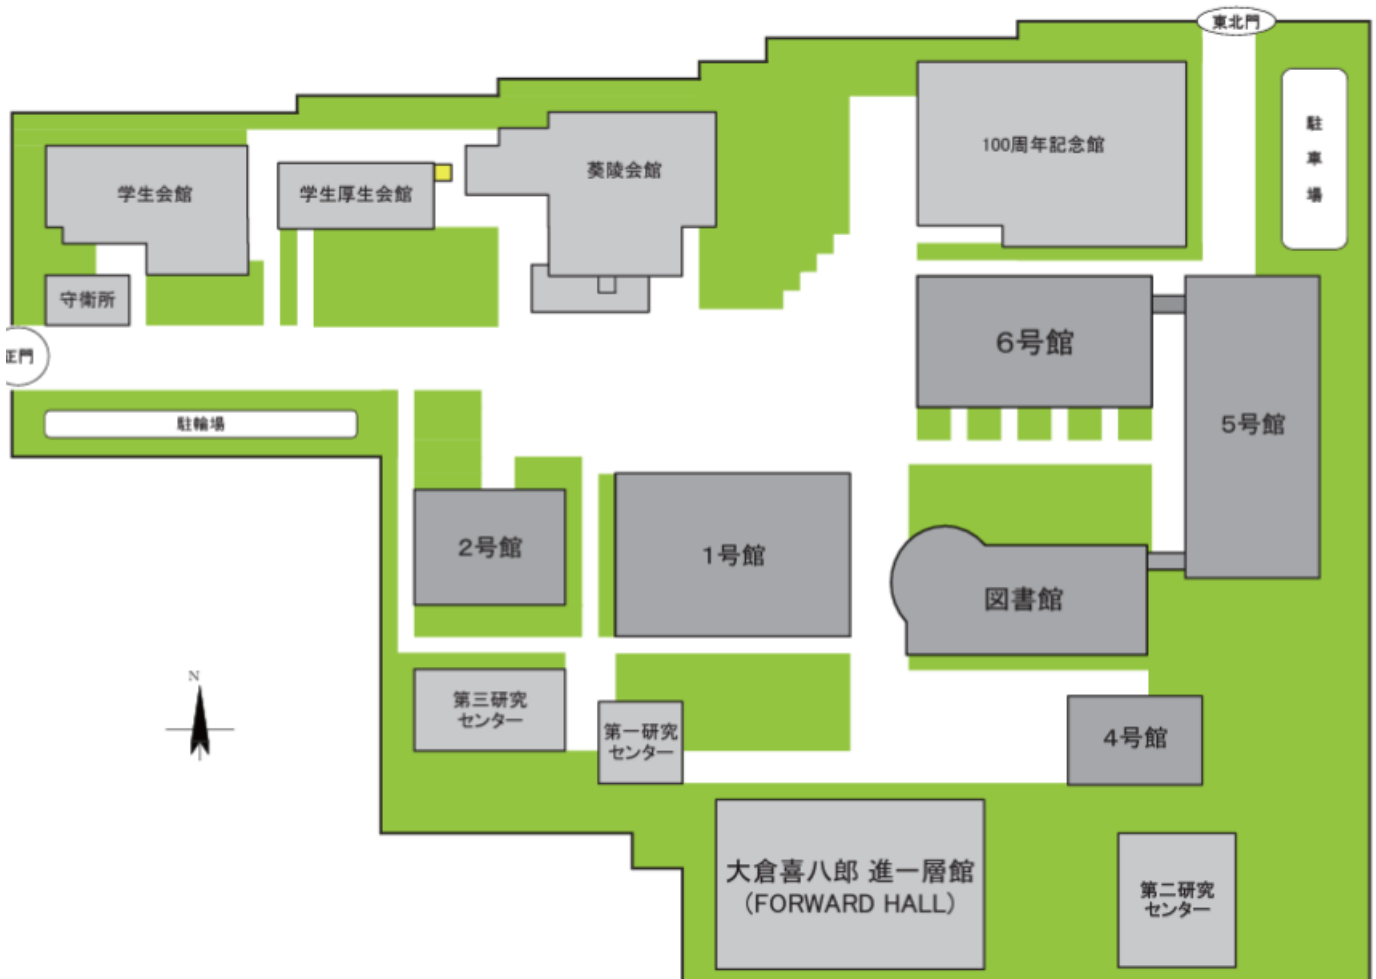 東北門
駐
車
場
100周年記念館
葵陵会館
学生会館
学生厚生会館
守衛所
正門
6号館
5号館
駐輪場
2号館
1号館
図書館
N
第三研究
センター
第一研究
センター
4号館
大倉喜八郎 進一層館
(FORWARD HALL)
第二研究
センター